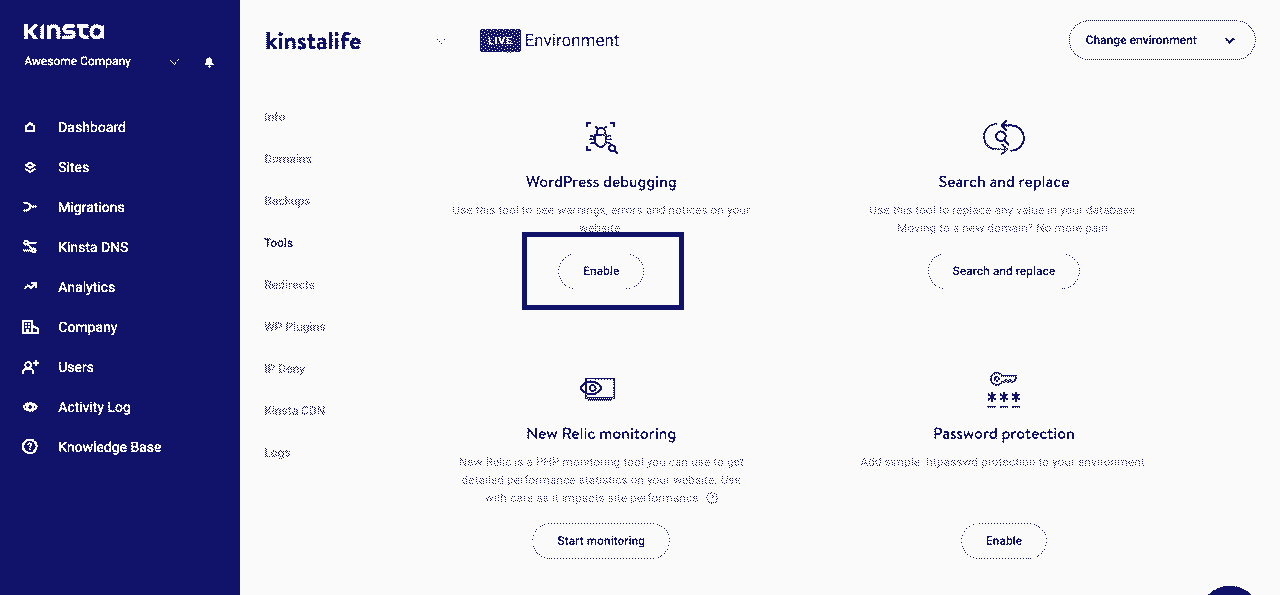 Kinsta
Awesome Company
Dashboard
Sites
Migrations
Kinsta DNS
Analytics
Company
Users
Activity Log
Knowledge Base
kinstalife
LIVE Environment
Change environment
Info
Domains
Backups
Tools
Redirects
WP Plugins
IP Deny
Kinsta CDN
Logs
WordPress debugging
Use this tool to see warnings, errors and notices on your
website.
Enable
Search and replace
Use this tool to replace any value in your database.
Moving to a new domain? No more pain.
Search and replace
New Relic monitoring
New Relic is a PHP monitoring tool you can use to get
detailed performance statistics on your website. Use
with care as it impacts site performance.
Start monitoring
Password protection
Add simple .htpasswd protection to your environment
Enable